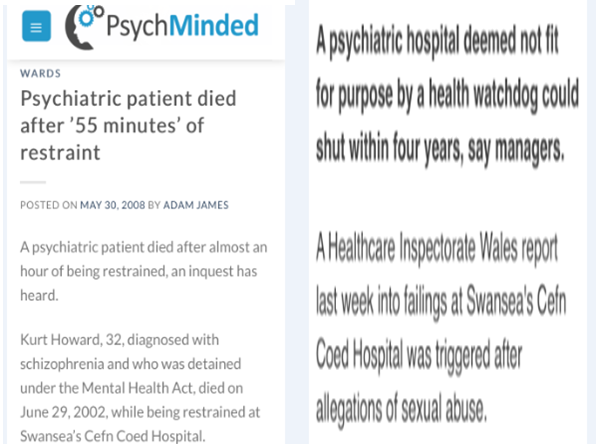 PsychMinded
WARDS
Psychiatric patient died
after '55 minutes' of
restraint
POSTED ON MAY 30, 2008 BY ADAM JAMES
A psychiatric patient died after almost an
hour of being restrained, an inquest has
heard.
Kurt Howard, 32, diagnosed with
schizophrenia and who was detained
under the Mental Health Act, died on
June 29, 2002, while being restrained at
Swansea's Cefn Coed Hospital.
A psychiatric hospital deemed not fit
for purpose by a health watchdog could
shut within four years, say managers.
A Healthcare Inspectorate Wales report
last week into failings at Swansea's Cefn
Coed Hospital was triggered after
allegations of sexual abuse.